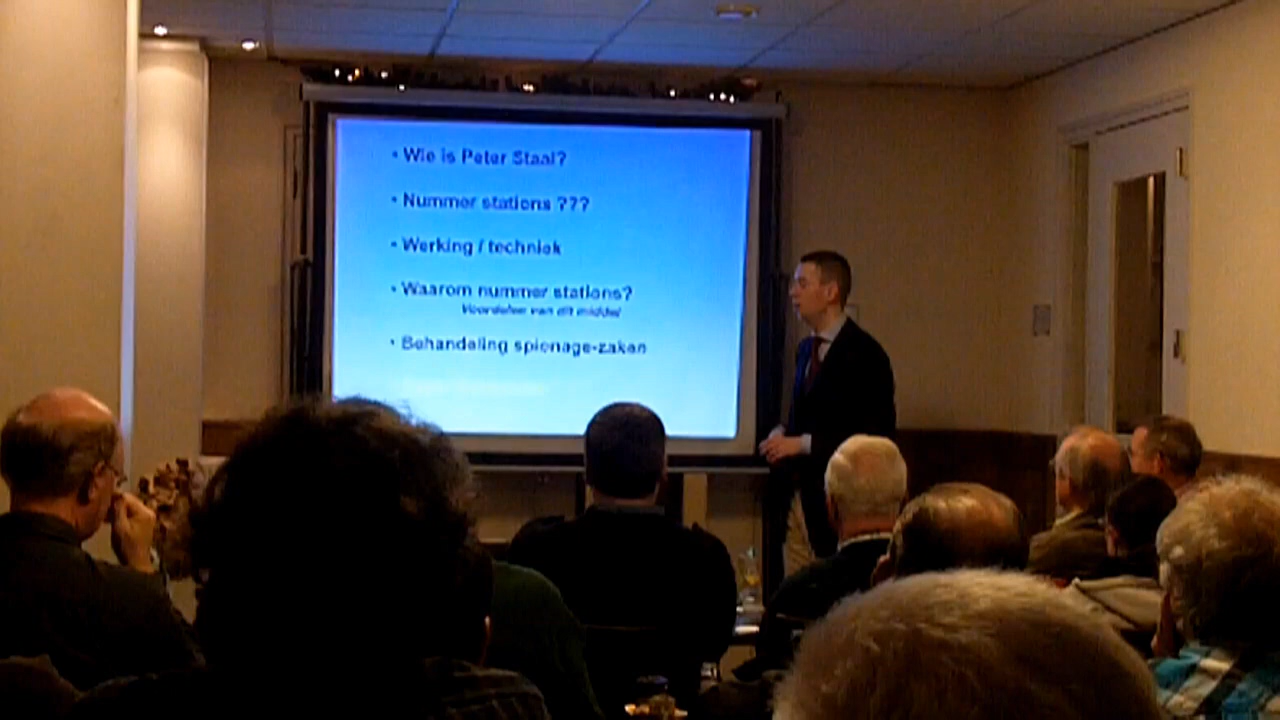 • Wie is Peter Staal?
• Nummer stations ???
• Werking / techniek
• Waarom nummer stations?
Voordelen van dit middel
• Behandeling spionage-zaken